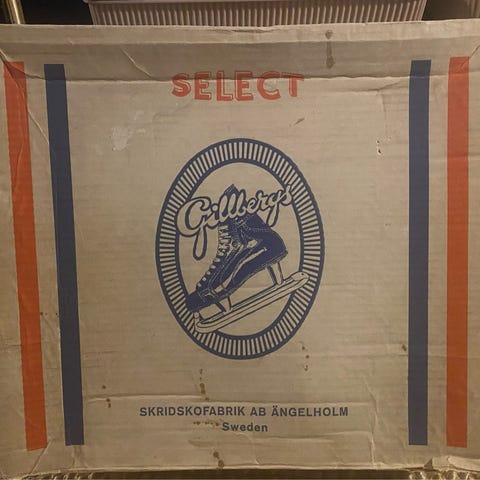 SELECT
Gillbergs
SKRIDSKOFABRIK AB ÄNGELHOLM
Sweden